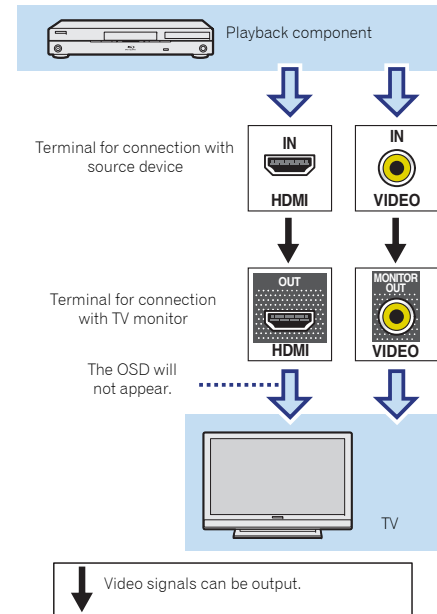 Playback component
Terminal for connection with
source device
IN
HDMI
IN
VIDEO
Terminal for connection
with TV monitor
OUT
HDMI
MONITOR
OUT
VIDEO
The OSD will
not appear.
TV
Video signals can be output.